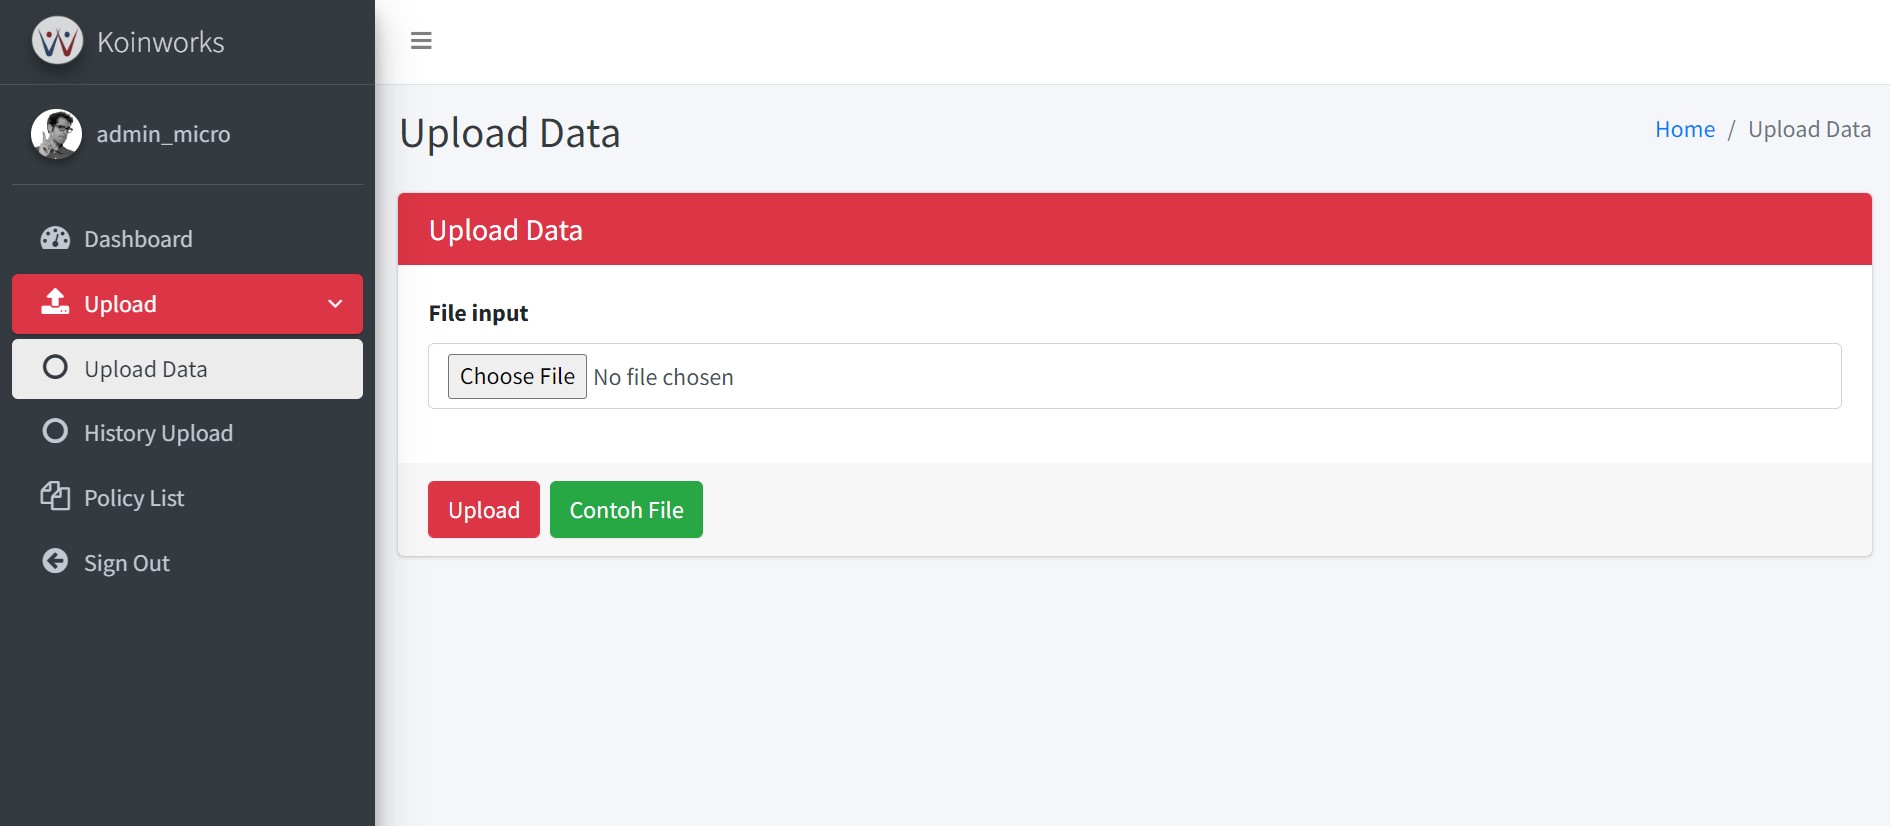 Koinworks
admin_micro
Dashboard
Upload
Upload Data
History Upload
Policy List
Sign Out
Upload Data
Home / Upload Data
Upload Data
File input
Choose File No file chosen
Upload Contoh File